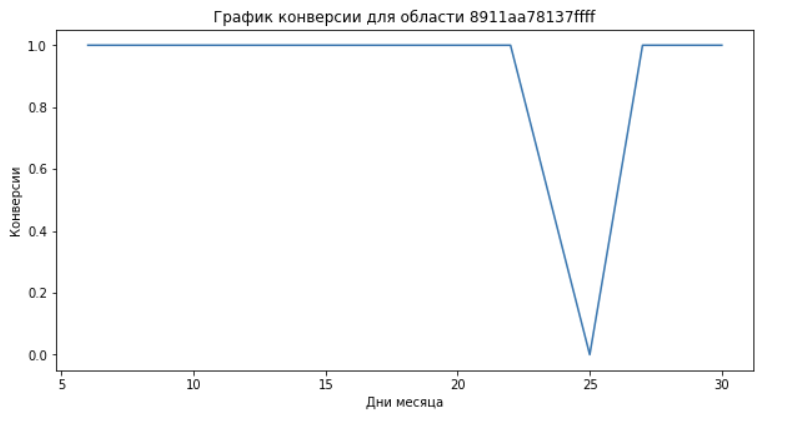 График конверсии для области 8911aa78137ffff
1.0
0.8
0.6
0.4
0.2
0.0
Конверсии
5 10 15 20 25 30
Дни месяца